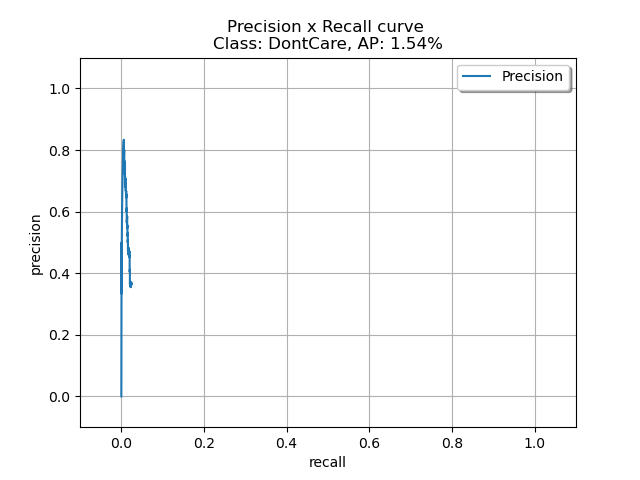 Precision x Recall curve
Class: DontCare, AP: 1.54%
Precision
1.0
0.8
0.6
0.4
0.2
0.0
precision
0.0 0.2 0.4 0.6 0.8 1.0
recall